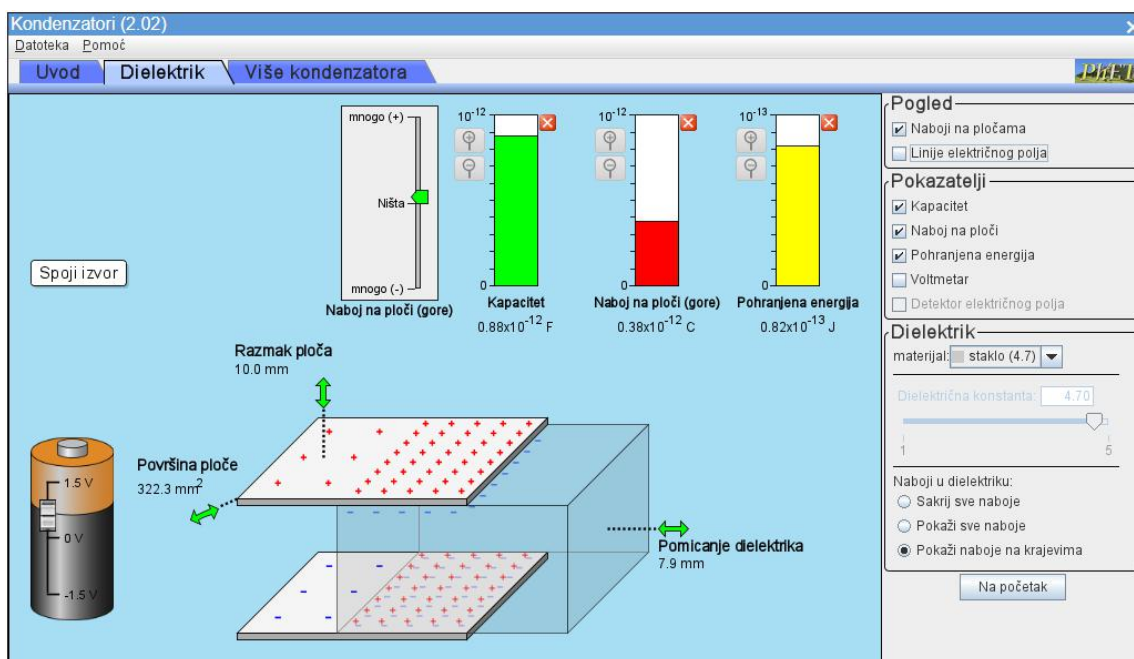 Kondenzatori (2.02)
Datoteka Pomoć
Uvod Dielektrik Više kondenzatora
PhET
mnogo (+)
Ništa
mnogo (-)
Naboj na ploči (gore)
10⁻¹²
0
Kapacitet
0.88x10⁻¹² F
10⁻¹²
0
Naboj na ploči (gore)
0.38x10⁻¹² C
10⁻¹³
0
Pohranjena energija
0.82x10⁻¹³ J
Spoji izvor
Razmak ploča
10.0 mm
Površina ploče
322.3 mm²
1.5 V
0 V
-1.5 V
Pomicanje dielektrika
7.9 mm
Pogled
Naboji na pločama
Linije električnog polja
Pokazatelji
Kapacitet
Naboj na ploči
Pohranjena energija
Voltmetar
Detektor električnog polja
Dielektrik
materijal: staklo (4.7)
Dielektrična konstanta: 4.70
1 5
Naboji u dielektriku:
Sakrij sve naboje
Pokaži sve naboje
Pokaži naboje na krajevima
Na početak